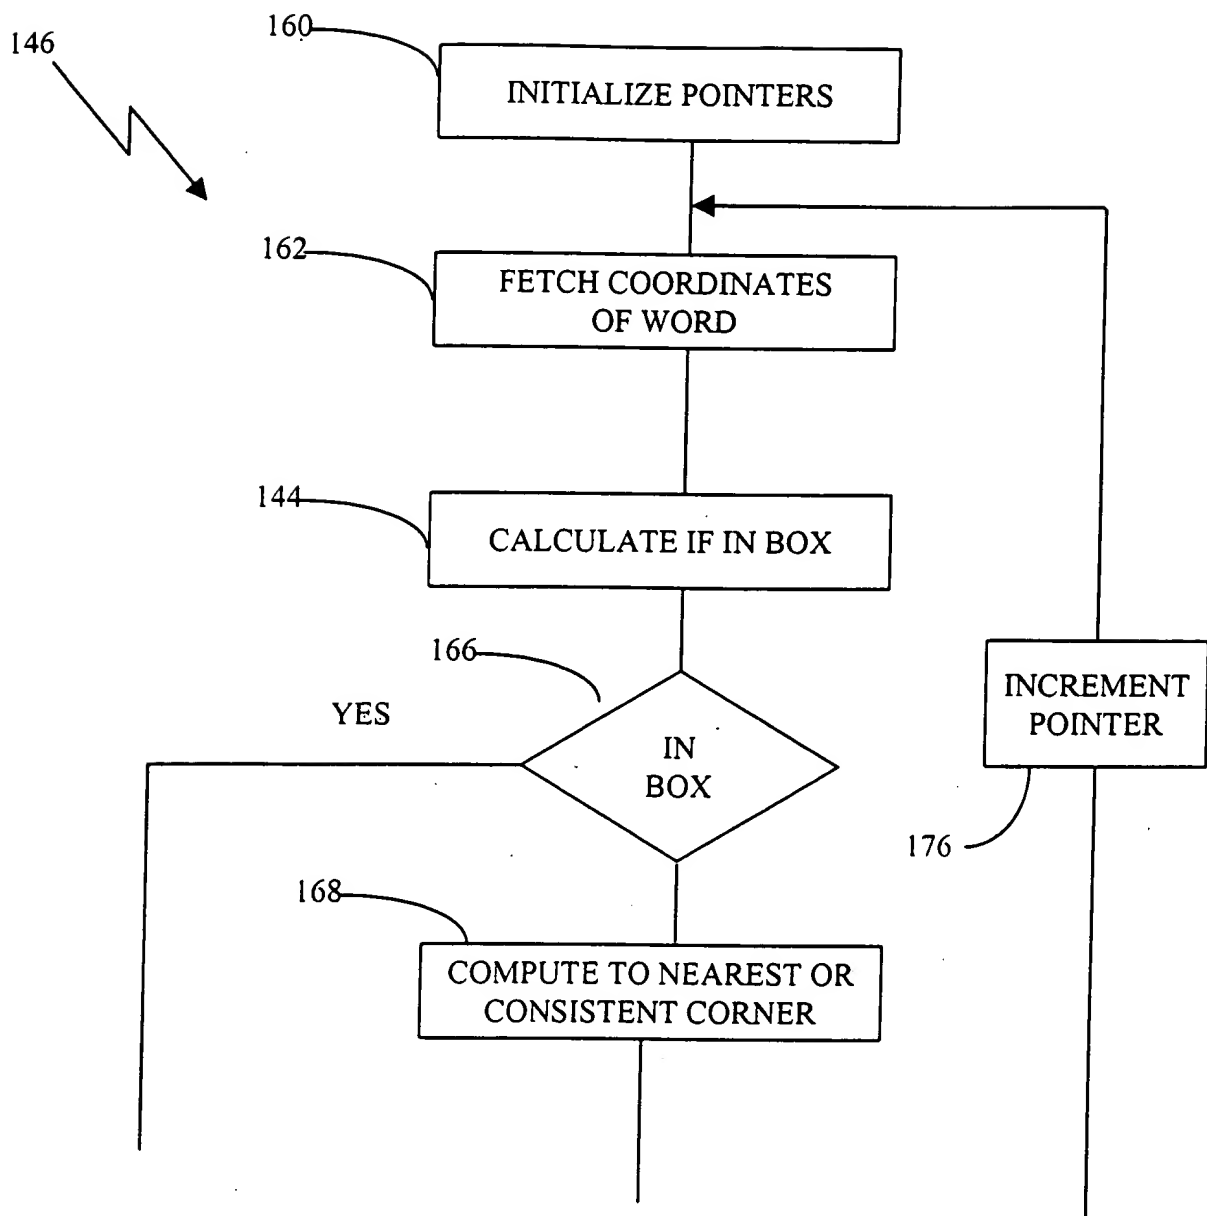 160
146
INITIALIZE POINTERS
162
FETCH COORDINATES
OF WORD
144
CALCULATE IF IN BOX
166
YES
IN
BOX
INCREMENT
POINTER
176
168
COMPUTE TO NEAREST OR
CONSISTENT CORNER